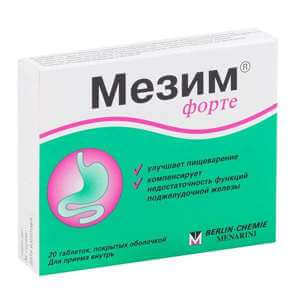 Мезим®
форте
улучшает пищеварение
компенсирует
недостаточность функций
поджелудочной железы
20 таблеток, покрытых оболочкой
Для приема внутрь
BERLIN-CHEMIE
MENARINI